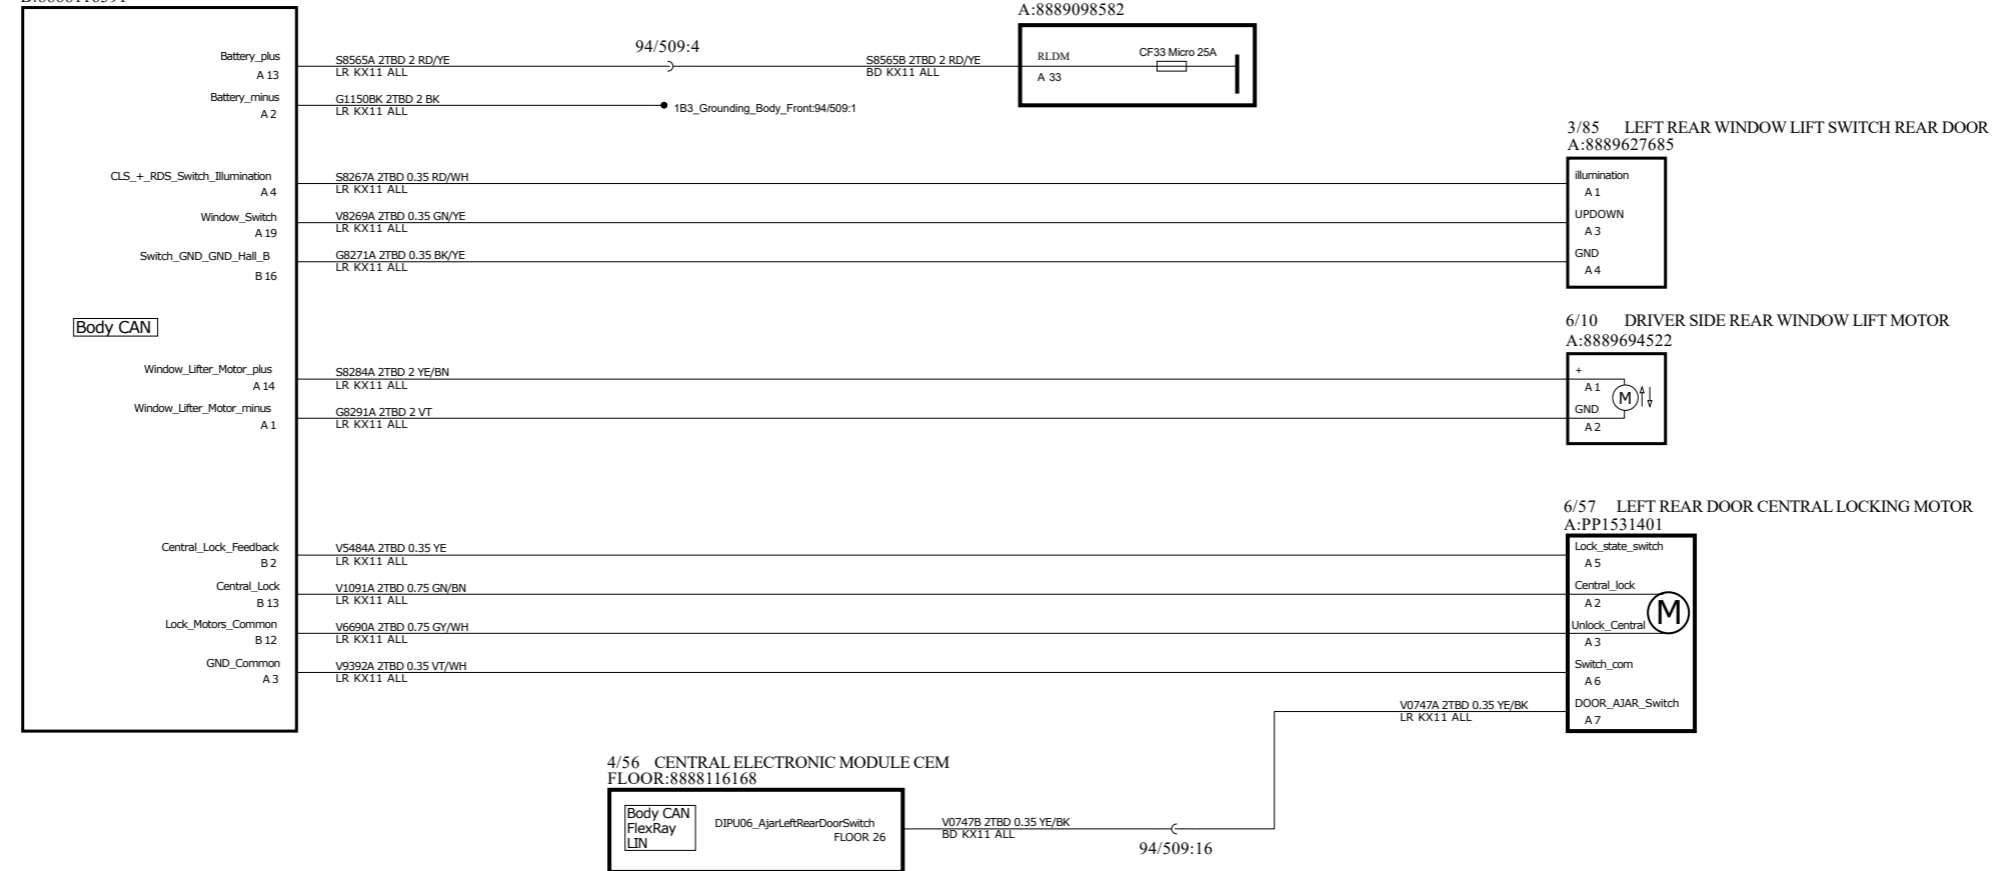 A:8889098582
94/509:4
Battery_plus
A 13
S8565A 2TBD 2 RD/YE
LR KX11 ALL
S8565B 2TBD 2 RD/YE
BD KX11 ALL
RLDM
A 33
CF33 Micro 25A
Battery_minus
A 2
G1150BK 2TBD 2 BK
LR KX11 ALL
1B3_Grounding_Body_Front:94/509:1
3/85 LEFT REAR WINDOW LIFT SWITCH REAR DOOR
A:8889627685
CLS_+_RDS_Switch_Illumination
A 4
S8267A 2TBD 0.35 RD/WH
LR KX11 ALL
illumination
A 1
Window_Switch
A 19
V8269A 2TBD 0.35 GN/YE
LR KX11 ALL
UPDOWN
A 3
Switch_GND_GND_Hall_B
B 16
G8271A 2TBD 0.35 BK/YE
LR KX11 ALL
GND
A 4
Body CAN
6/10 DRIVER SIDE REAR WINDOW LIFT MOTOR
A:8889694522
Window_Lifter_Motor_plus
A 14
S8284A 2TBD 2 YE/BN
LR KX11 ALL
+
A 1
M
Window_Lifter_Motor_minus
A 1
G8291A 2TBD 2 VT
LR KX11 ALL
GND
A 2
6/57 LEFT REAR DOOR CENTRAL LOCKING MOTOR
A:PP1531401
Central_Lock_Feedback
B 2
V5484A 2TBD 0.35 YE
LR KX11 ALL
Lock_state_switch
A 5
Central_Lock
B 13
V1091A 2TBD 0.75 GN/BN
LR KX11 ALL
Central_lock
A 2
M
Lock_Motors_Common
B 12
V6690A 2TBD 0.75 GY/WH
LR KX11 ALL
Unlock_Central
A 3
GND_Common
A 3
V9392A 2TBD 0.35 VT/WH
LR KX11 ALL
Switch_com
A 6
V0747A 2TBD 0.35 YE/BK
LR KX11 ALL
DOOR_AJAR_Switch
A 7
4/56 CENTRAL ELECTRONIC MODULE CEM
FLOOR:8888116168
Body CAN
FlexRay
LIN
DIPU06_AjarLeftRearDoorSwitch
FLOOR 26
V0747B 2TBD 0.35 YE/BK
BD KX11 ALL
94/509:16